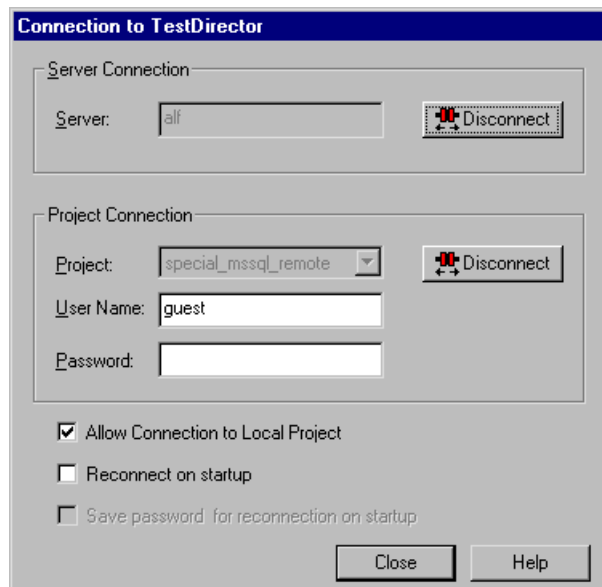 Connection to TestDirector
Server Connection
Server: alf Disconnect
Project Connection
Project: special_mssql_remote Disconnect
User Name: guest
Password:
Allow Connection to Local Project
Reconnect on startup
Save password for reconnection on startup
Close Help